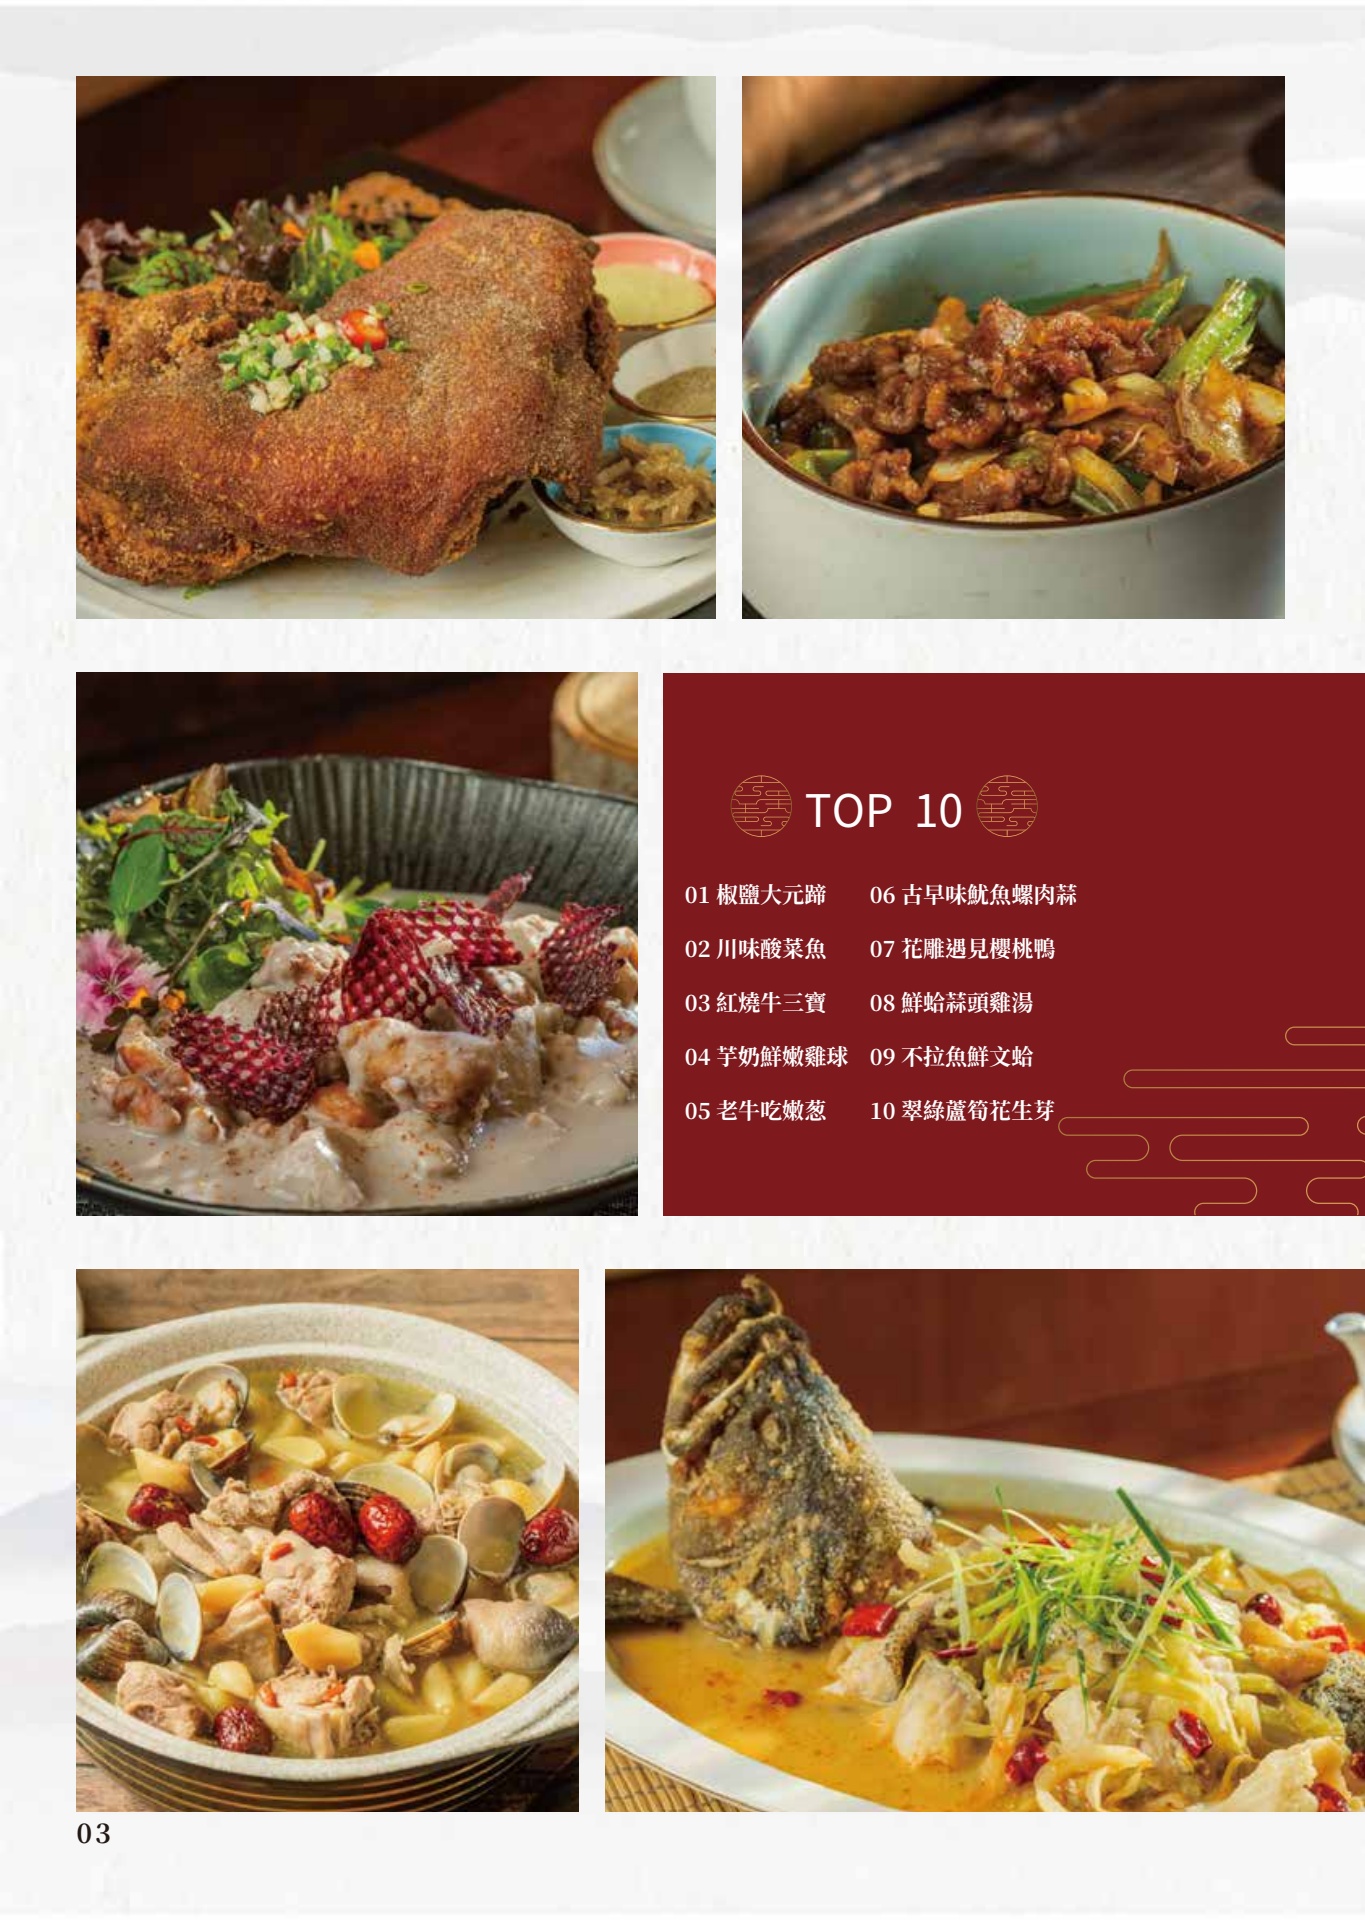 TOP 10
01 椒鹽大元蹄
02 川味酸菜魚
03 紅燒牛三寶
04 芋奶鮮嫩雞球
05 老牛吃嫩葱
06 古早味魷魚螺肉蒜
07 花雕遇見櫻桃鴨
08 鮮蛤蒜頭雞湯
09 不拉魚鮮文蛤
10 翠綠蘆筍花生芽
03